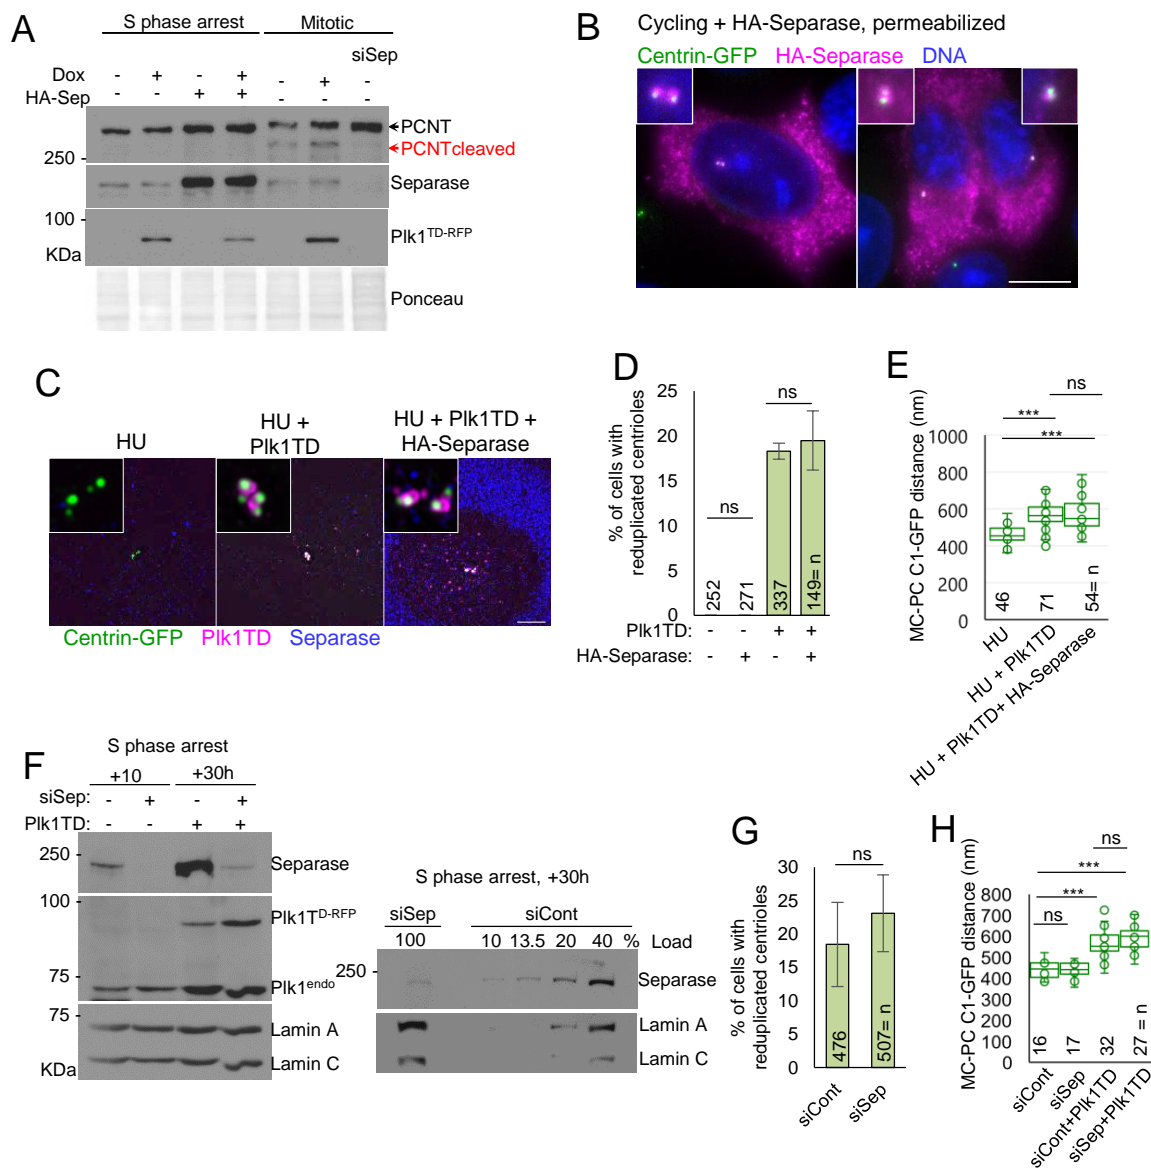 A
S phase arrest
Mitotic
siSep
Dox - + - + - + -
HA-Sep - - + + - - -
PCNT
PCNTcleaved
250 -
Separase
100 -
Plk1TD-RFP
KDa
Ponceau
B
Cycling + HA-Separase, permeabilized
Centrin-GFP HA-Separase DNA
C
HU
HU +
Plk1TD
HU + Plk1TD +
HA-Separase
Centrin-GFP Plk1TD Separase
D
% of cells with
reduplicated centrioles
25
20
15
10
5
0
ns
ns
252
271
337
149= n
Plk1TD: - - + +
HA-Separase: - + - +
E
MC-PC C1-GFP distance (nm)
1000
800
600
400
200
0
ns
***
***
46
71
54= n
HU
HU + Plk1TD
HU + Plk1TD+ HA-Separase
F
S phase arrest
+10 +30h
siSep: - + - +
Plk1TD: - - + +
250 -
Separase
100 -
Plk1TD-RFP
75 -
Plk1endo
75 -
Lamin A
KDa
Lamin C
S phase arrest, +30h
siSep siCont
100 10 13.5 20 40 % Load
250 -
Separase
Lamin A
Lamin C
G
% of cells with
reduplicated centrioles
30
25
20
15
10
5
0
ns
476
507= n
siCont
siSep
H
MC-PC C1-GFP distance (nm)
800
700
600
500
400
300
200
100
0
ns
***
***
ns
16
17
32
27 = n
siCont
siSep
siCont+Plk1TD
siSep+Plk1TD